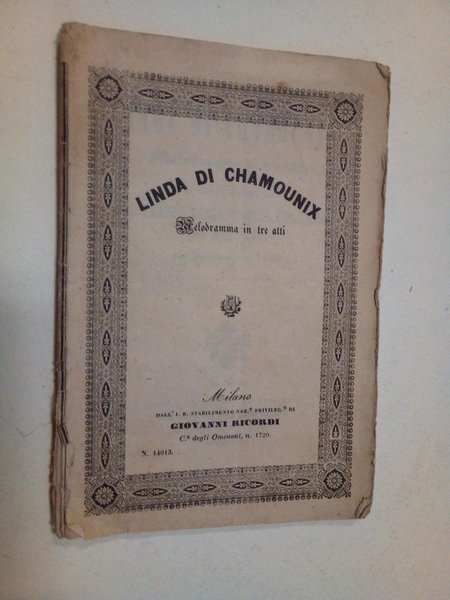 LINDA DI CHAMOUNIX
Melodramma in tre atti
Milano
DALL' I. R. STABILIMENTO NAZ.e PRIVILEG.o DI
GIOVANNI RICORDI
C.a degli Omenoni, n. 1720
N. 14013.